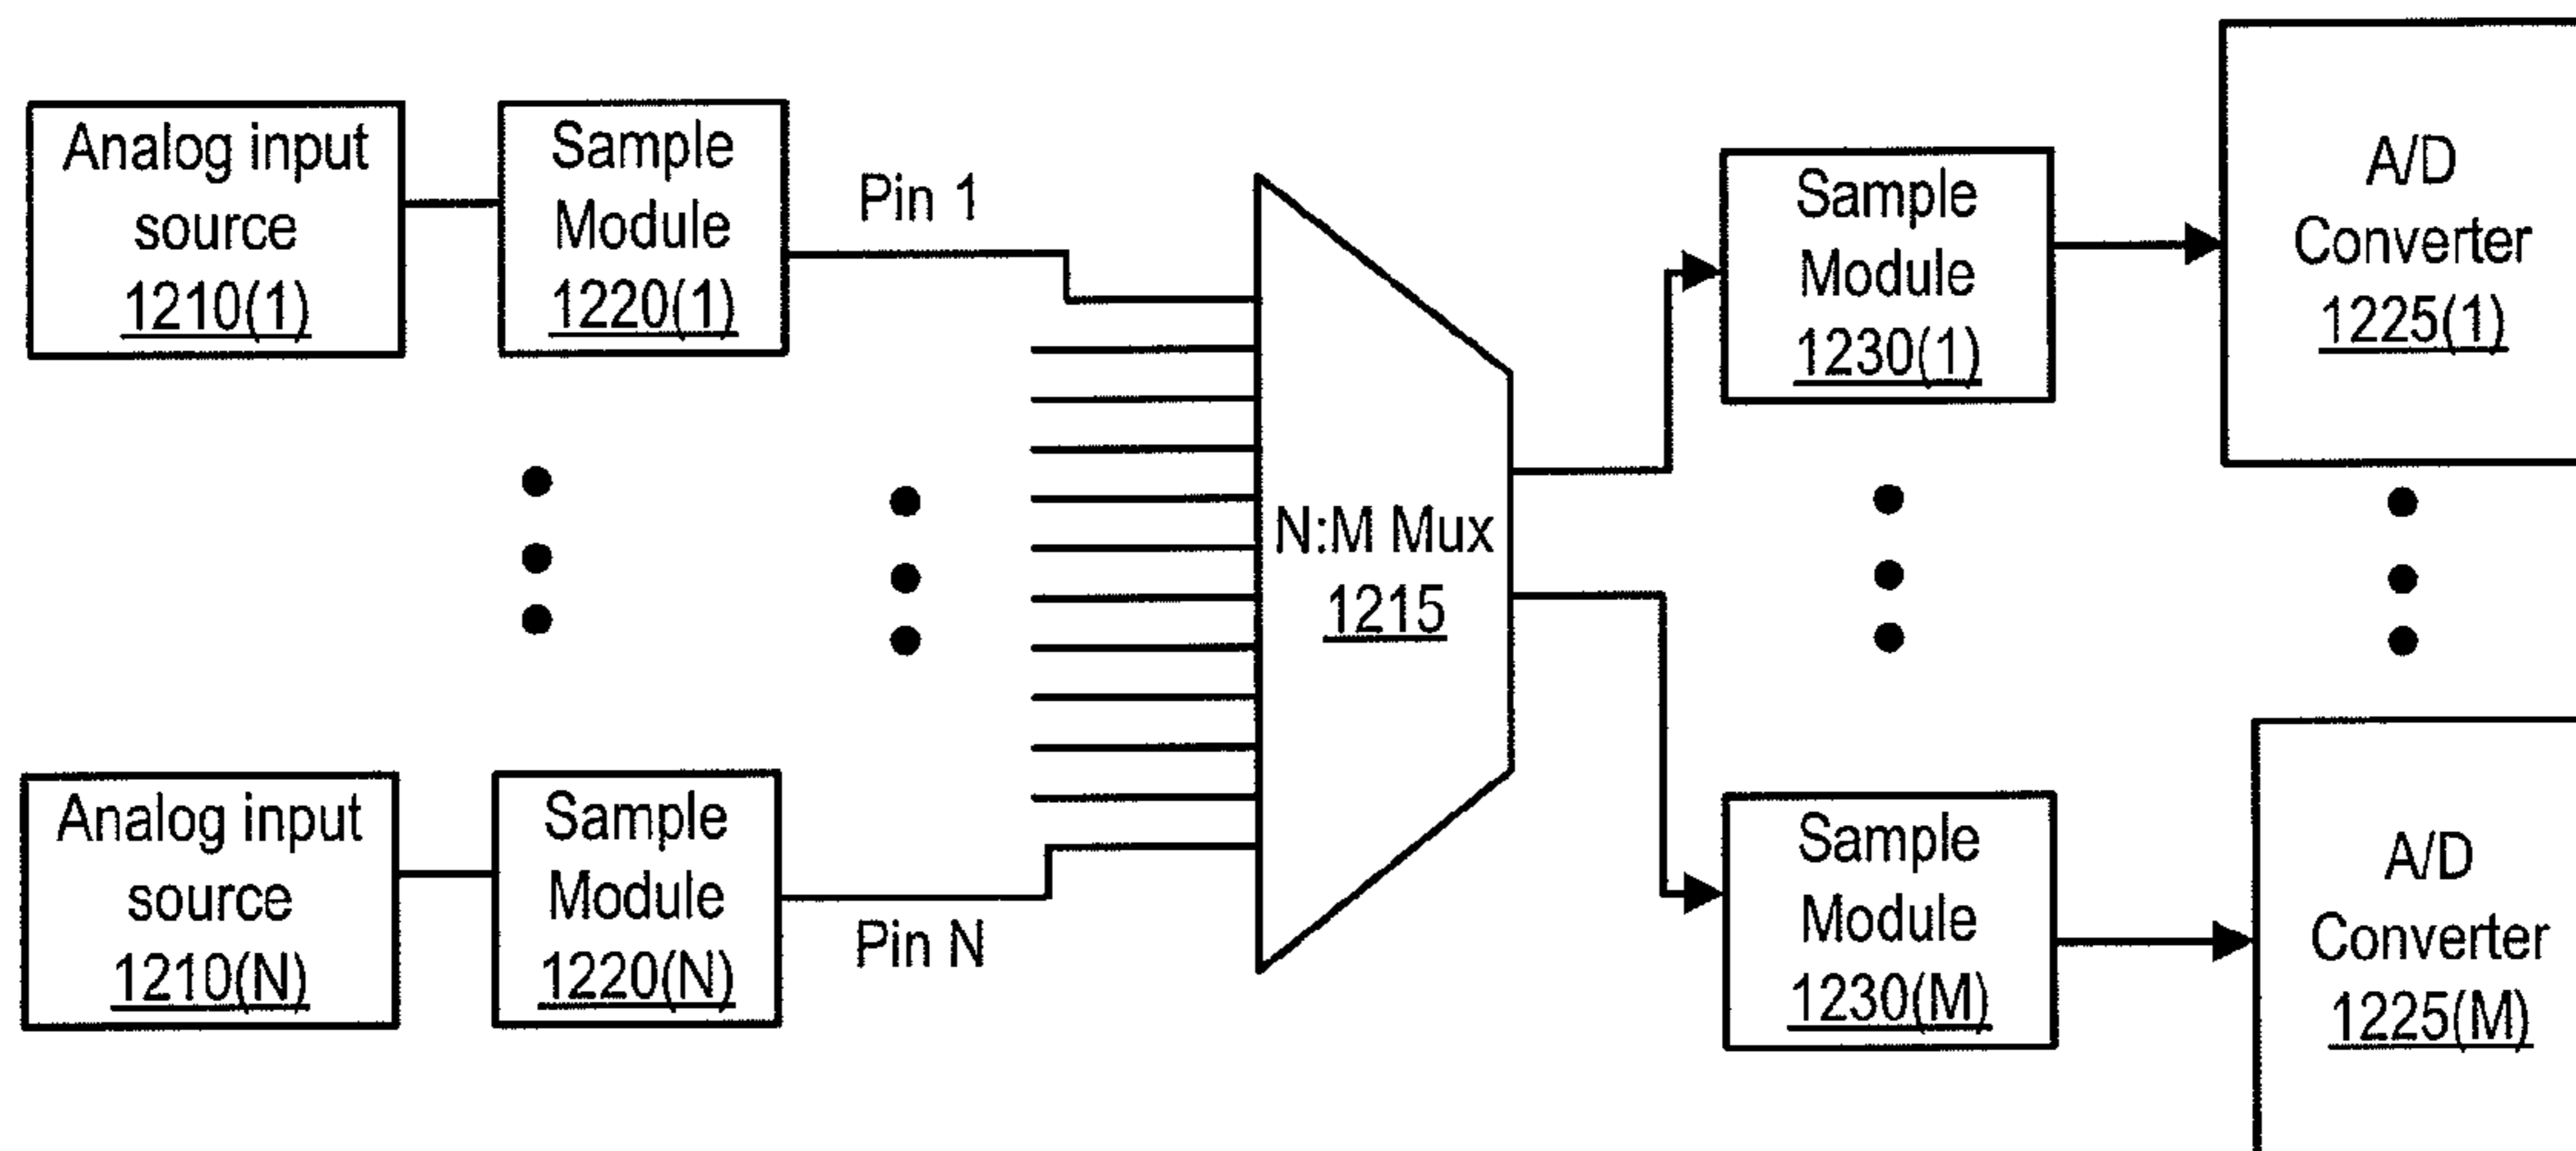 Analog input
source
1210(1)
Sample
Module
1220(1)
Pin 1
N:M Mux
1215
Sample
Module
1230(1)
A/D
Converter
1225(1)
Analog input
source
1210(N)
Sample
Module
1220(N)
Pin N
Sample
Module
1230(M)
A/D
Converter
1225(M)